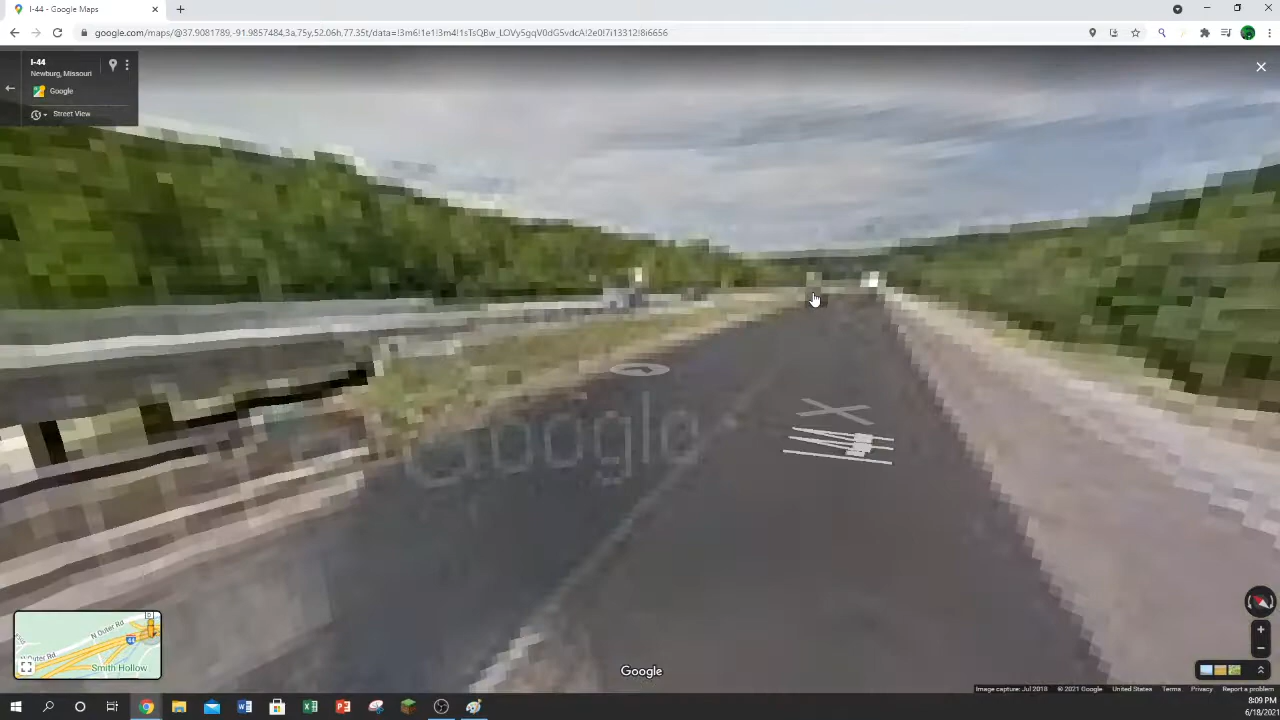 I-44 - Google Maps
google.com/maps/@37.9081789,-91.9857484,3a,75y,52.06h,77.35t/data=!3m6!1e1!3m4!1sTsQBw_LOVy5gqV0dG5vdcA!2e0!7i13312!8i6656
I-44
Newburg, Missouri
Google
Street View
Google
N Outer Rd
44
N Outer Rd
Smith Hollow
Google
Image capture: Jul 2018 © 2021 Google United States Terms Privacy Report a problem
8:09 PM
6/18/2021